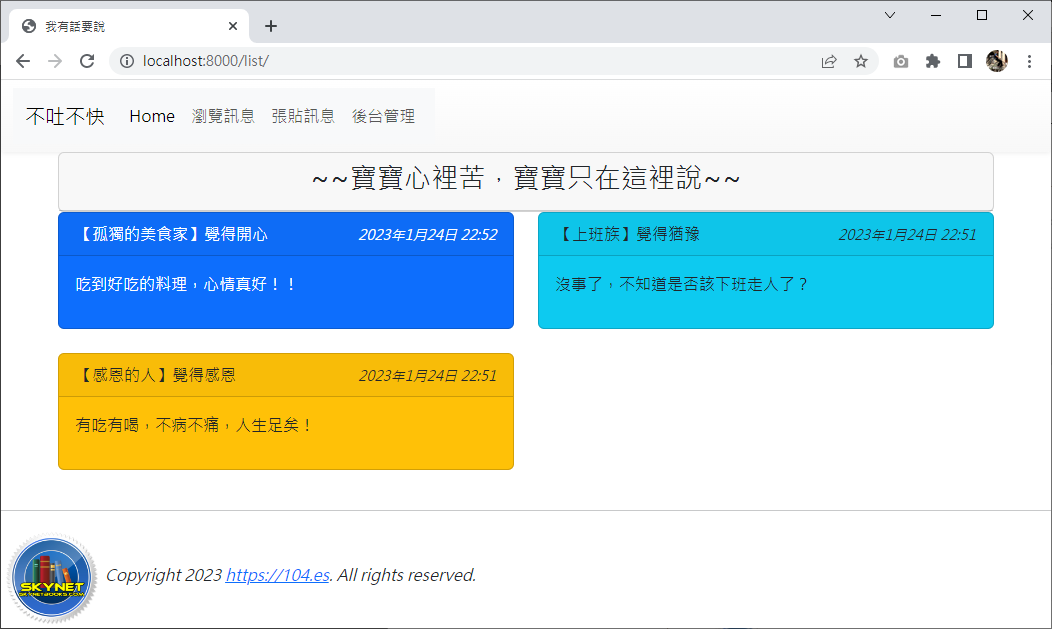 我有話要說
localhost:8000/list/
不吐不快 Home 瀏覽訊息 張貼訊息 後台管理
~~寶寶心裡苦，寶寶只在這裡說~~
【孤獨的美食家】覺得開心 2023年1月24日 22:52
吃到好吃的料理，心情真好！！
【上班族】覺得猶豫 2023年1月24日 22:51
沒事了，不知道是否該下班走人了？
【感恩的人】覺得感恩 2023年1月24日 22:51
有吃有喝，不病不痛，人生足矣！
SKYNET
SKYNETBOOKS.COM
Copyright 2023 https://104.es. All rights reserved.